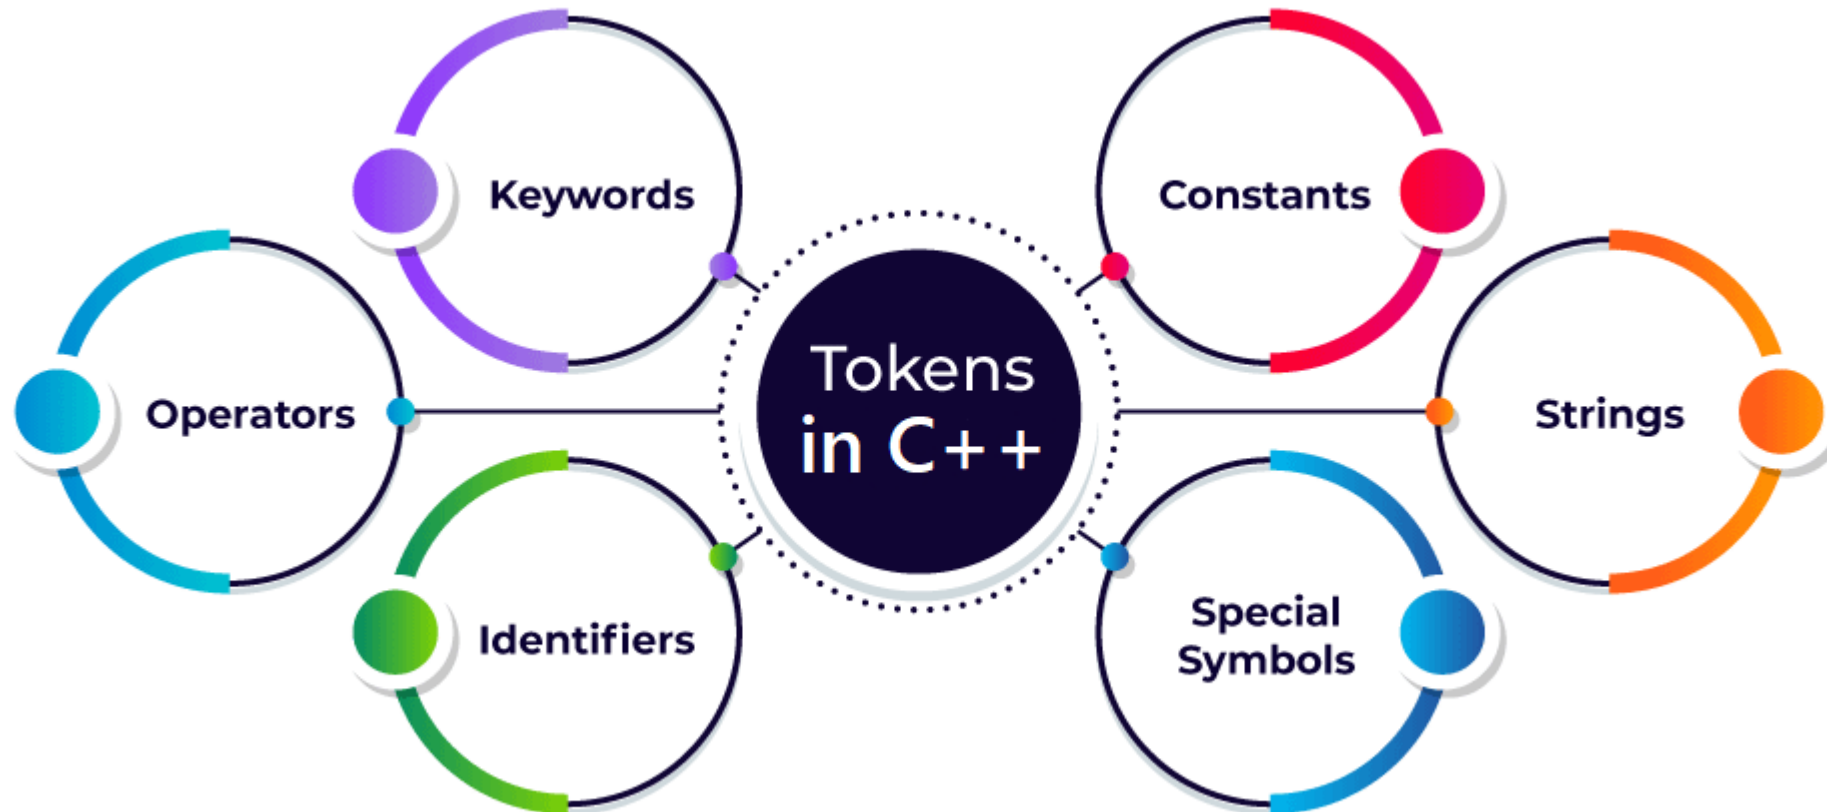 Keywords
Constants
Tokens
in C++
Operators
Strings
Identifiers
Special
Symbols